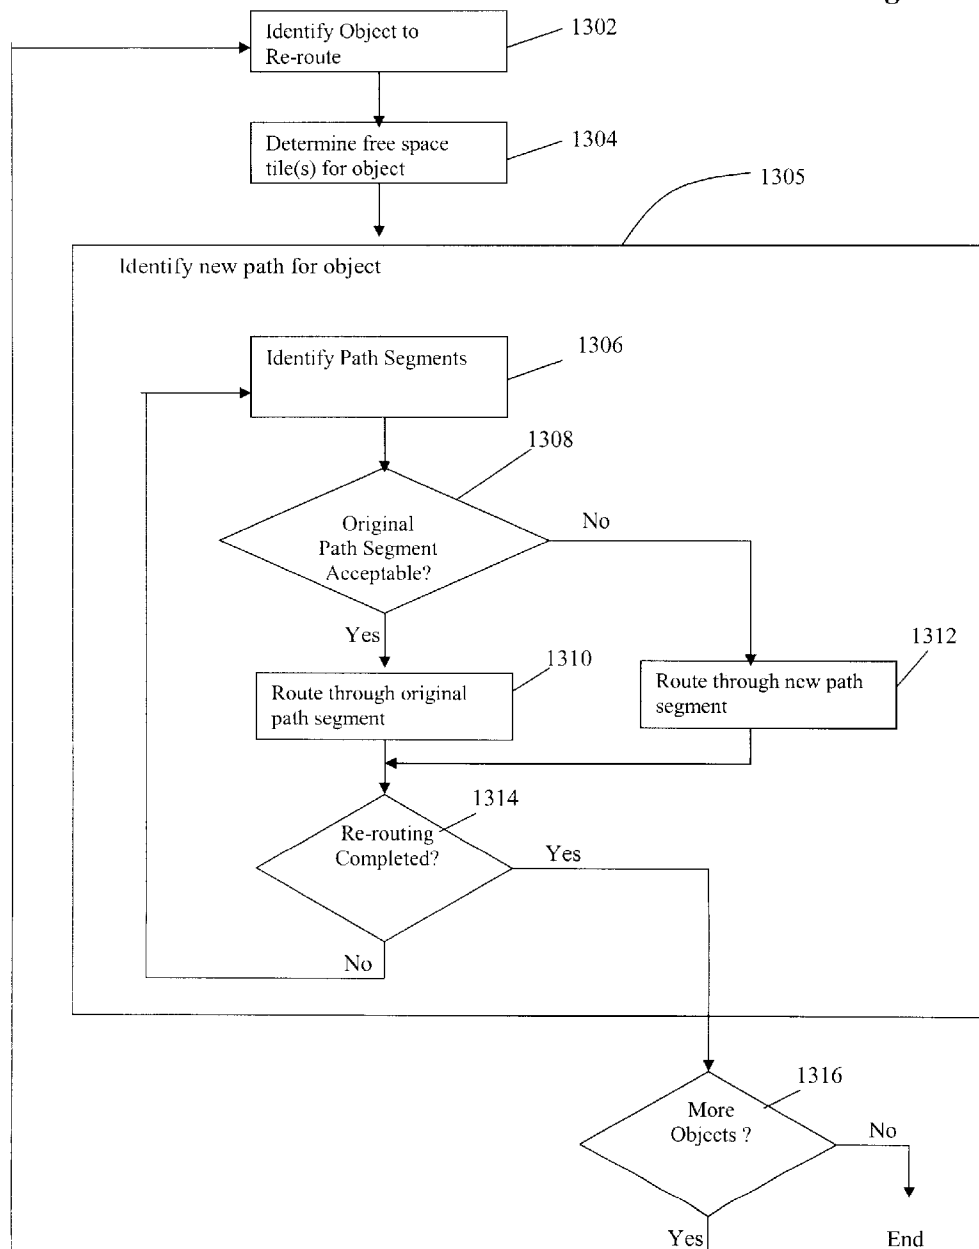 Identify Object to
Re-route
1302
Determine free space
tile(s) for object
1304
1305
Identify new path for object
Identify Path Segments
1306
1308
Original
Path Segment
Acceptable?
No
Yes
1310
1312
Route through original
path segment
Route through new path
segment
1314
Re-routing
Completed?
Yes
No
1316
More
Objects ?
No
Yes
End